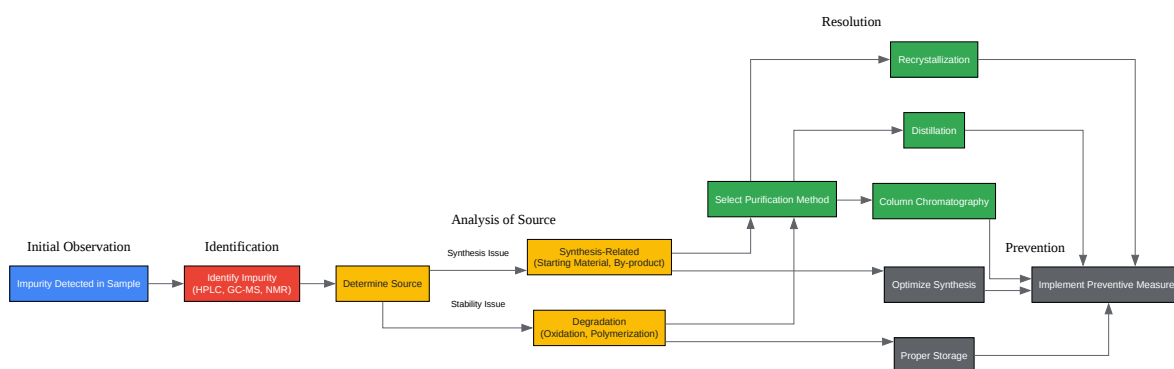 Resolution
Recrystallization
Distillation
Select Purification Method
Column Chromatography
Analysis of Source
Initial Observation
Identification
Prevention
Synthesis Issue
Synthesis-Related
(Starting Material, By-product)
Impurity Detected in Sample
Identify Impurity
(HPLC, GC-MS, NMR)
Determine Source
Optimize Synthesis
Implement Preventive Measure
Stability Issue
Degradation
(Oxidation, Polymerization)
Proper Storage